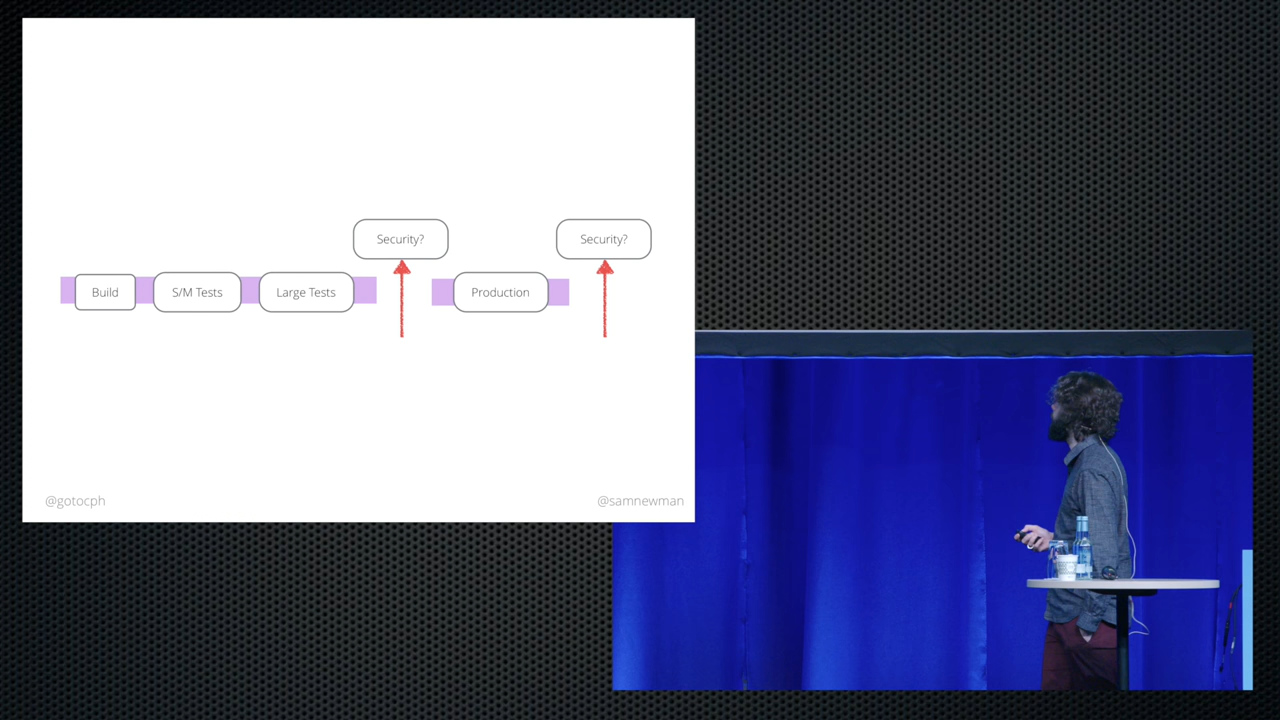 Security?
Security?
Build
S/M Tests
Large Tests
Production
@gotocph
@samnewman